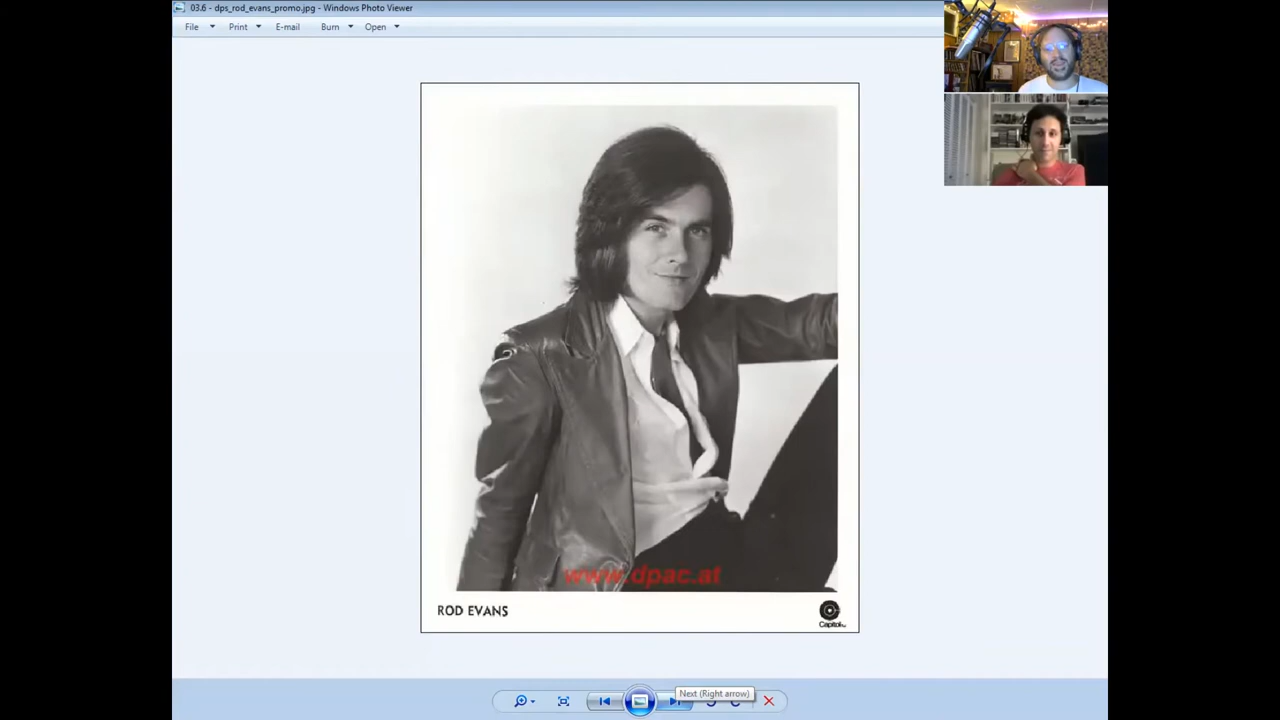 03.6 - dps_rod_evans_promo.jpg - Windows Photo Viewer
File Print E-mail Burn Open
www.dpac.at
ROD EVANS
Capitol
Next (Right arrow)